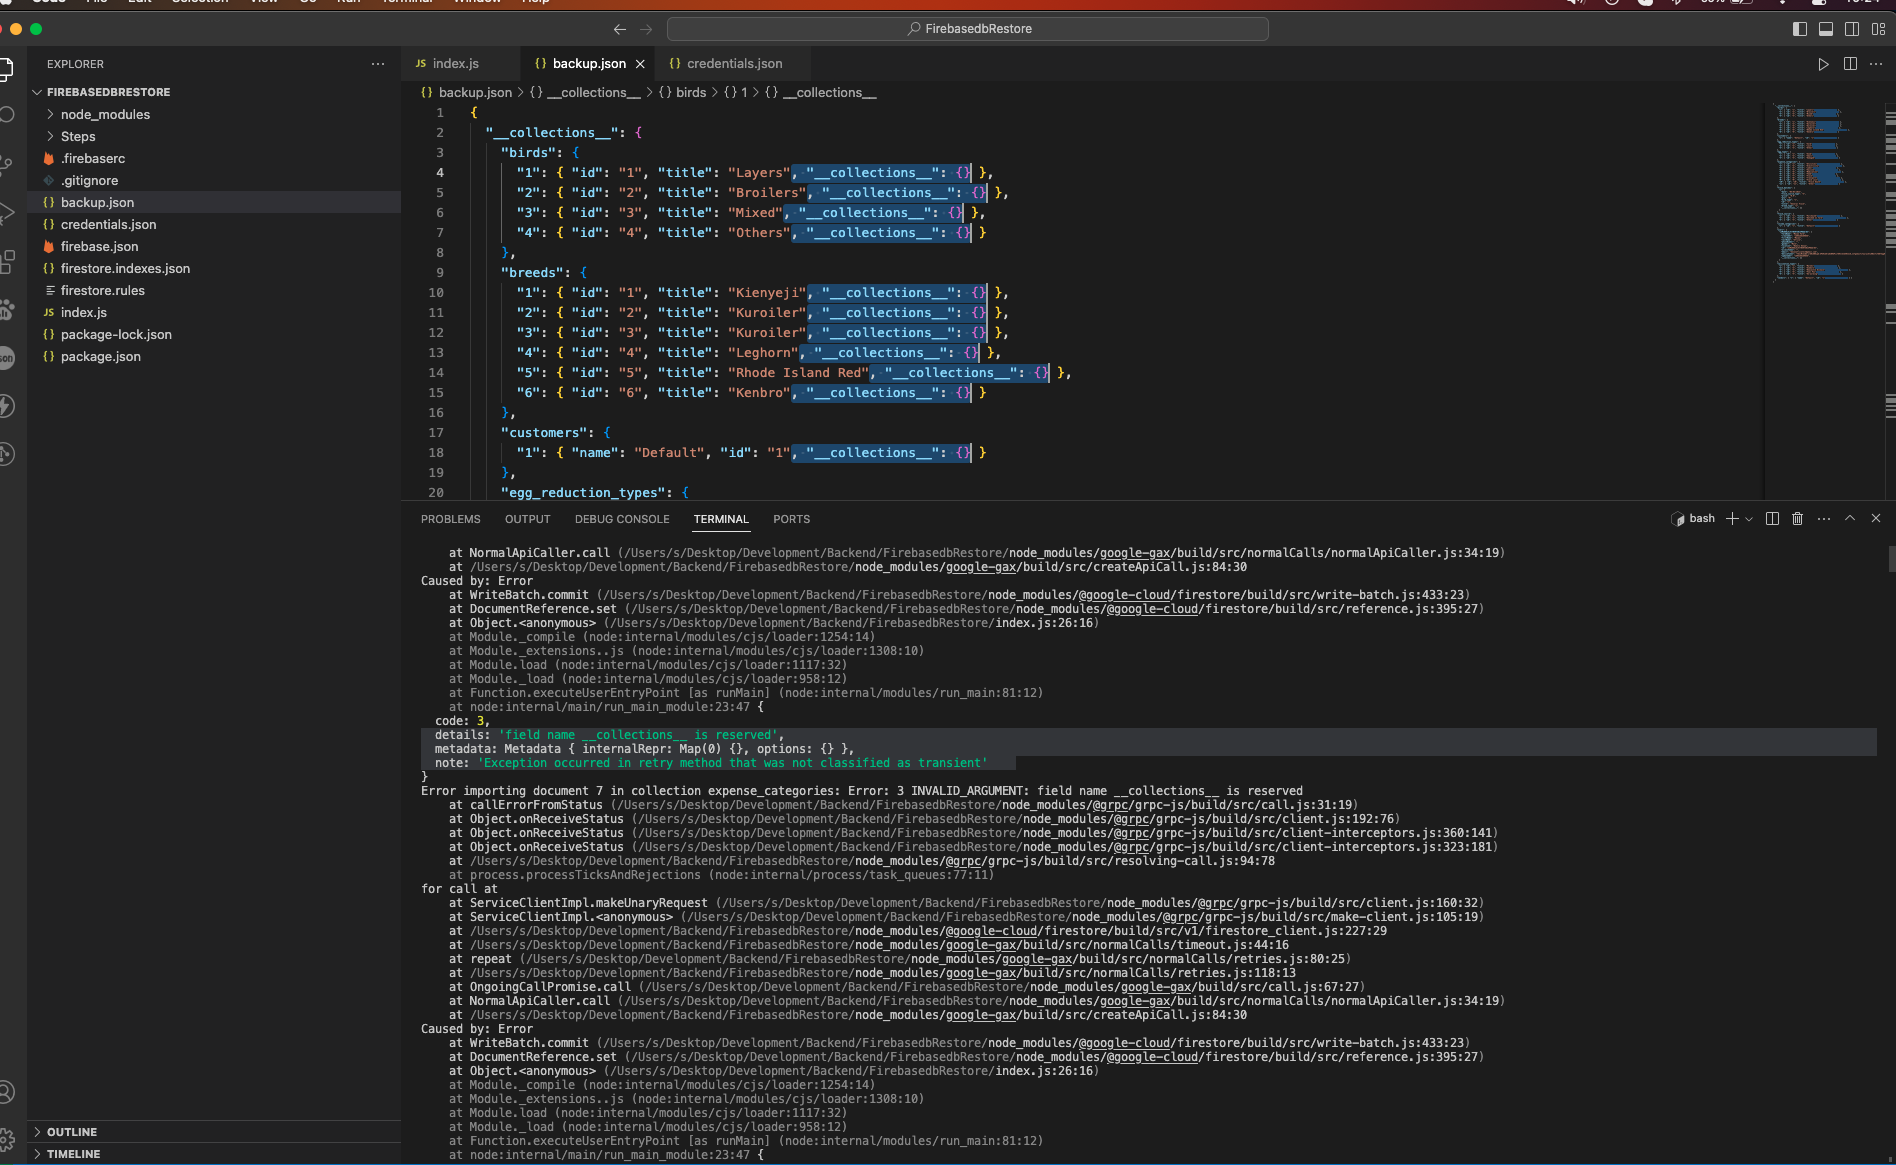 Code File Edit Selection View Go Run Terminal Window Help
FirebasedbRestore
EXPLORER
FIREBASEDBRESTORE
node_modules
Steps
.firebaserc
.gitignore
backup.json
credentials.json
firebase.json
firestore.indexes.json
firestore.rules
JS index.js
package-lock.json
package.json
OUTLINE
TIMELINE
JS index.js {} backup.json {} credentials.json
{} backup.json > {} __collections__ > {} birds > {} 1 > {} __collections__
1 {
2 "__collections__": {
3 "birds": {
4 "1": { "id": "1", "title": "Layers", "__collections__": {} },
5 "2": { "id": "2", "title": "Broilers", "__collections__": {} },
6 "3": { "id": "3", "title": "Mixed", "__collections__": {} },
7 "4": { "id": "4", "title": "Others", "__collections__": {} }
8 },
9 "breeds": {
10 "1": { "id": "1", "title": "Kienyeji", "__collections__": {} },
11 "2": { "id": "2", "title": "Kuroiler", "__collections__": {} },
12 "3": { "id": "3", "title": "Kuroiler", "__collections__": {} },
13 "4": { "id": "4", "title": "Leghorn", "__collections__": {} },
14 "5": { "id": "5", "title": "Rhode Island Red", "__collections__": {} },
15 "6": { "id": "6", "title": "Kenbro", "__collections__": {} }
16 },
17 "customers": {
18 "1": { "name": "Default", "id": "1", "__collections__": {} }
19 },
20 "egg_reduction_types": {
PROBLEMS OUTPUT DEBUG CONSOLE TERMINAL PORTS
bash
at NormalApiCaller.call (/Users/s/Desktop/Development/Backend/FirebasedbRestore/node_modules/google-gax/build/src/normalCalls/normalApiCaller.js:34:19)
at /Users/s/Desktop/Development/Backend/FirebasedbRestore/node_modules/google-gax/build/src/createApiCall.js:84:30
Caused by: Error
at WriteBatch.commit (/Users/s/Desktop/Development/Backend/FirebasedbRestore/node_modules/@google-cloud/firestore/build/src/write-batch.js:433:23)
at DocumentReference.set (/Users/s/Desktop/Development/Backend/FirebasedbRestore/node_modules/@google-cloud/firestore/build/src/reference.js:395:27)
at Object.<anonymous> (/Users/s/Desktop/Development/Backend/FirebasedbRestore/index.js:26:16)
at Module._compile (node:internal/modules/cjs/loader:1254:14)
at Module._extensions..js (node:internal/modules/cjs/loader:1308:10)
at Module.load (node:internal/modules/cjs/loader:1117:32)
at Module._load (node:internal/modules/cjs/loader:958:12)
at Function.executeUserEntryPoint [as runMain] (node:internal/modules/run_main:81:12)
at node:internal/main/run_main_module:23:47 {
code: 3,
details: 'field name __collections__ is reserved',
metadata: Metadata { internalRepr: Map(0) {}, options: {} },
note: 'Exception occurred in retry method that was not classified as transient'
}
Error importing document 7 in collection expense_categories: Error: 3 INVALID_ARGUMENT: field name __collections__ is reserved
at callErrorFromStatus (/Users/s/Desktop/Development/Backend/FirebasedbRestore/node_modules/@grpc/grpc-js/build/src/call.js:31:19)
at Object.onReceiveStatus (/Users/s/Desktop/Development/Backend/FirebasedbRestore/node_modules/@grpc/grpc-js/build/src/client.js:192:76)
at Object.onReceiveStatus (/Users/s/Desktop/Development/Backend/FirebasedbRestore/node_modules/@grpc/grpc-js/build/src/client-interceptors.js:360:141)
at Object.onReceiveStatus (/Users/s/Desktop/Development/Backend/FirebasedbRestore/node_modules/@grpc/grpc-js/build/src/client-interceptors.js:323:181)
at /Users/s/Desktop/Development/Backend/FirebasedbRestore/node_modules/@grpc/grpc-js/build/src/resolving-call.js:94:78
at process.processTicksAndRejections (node:internal/process/task_queues:77:11)
for call at
at ServiceClientImpl.makeUnaryRequest (/Users/s/Desktop/Development/Backend/FirebasedbRestore/node_modules/@grpc/grpc-js/build/src/client.js:160:32)
at ServiceClientImpl.<anonymous> (/Users/s/Desktop/Development/Backend/FirebasedbRestore/node_modules/@grpc/grpc-js/build/src/make-client.js:105:19)
at /Users/s/Desktop/Development/Backend/FirebasedbRestore/node_modules/@google-cloud/firestore/build/src/v1/firestore_client.js:227:29
at /Users/s/Desktop/Development/Backend/FirebasedbRestore/node_modules/google-gax/build/src/normalCalls/timeout.js:44:16
at repeat (/Users/s/Desktop/Development/Backend/FirebasedbRestore/node_modules/google-gax/build/src/normalCalls/retries.js:80:25)
at /Users/s/Desktop/Development/Backend/FirebasedbRestore/node_modules/google-gax/build/src/normalCalls/retries.js:118:13
at OngoingCallPromise.call (/Users/s/Desktop/Development/Backend/FirebasedbRestore/node_modules/google-gax/build/src/call.js:67:27)
at NormalApiCaller.call (/Users/s/Desktop/Development/Backend/FirebasedbRestore/node_modules/google-gax/build/src/normalCalls/normalApiCaller.js:34:19)
at /Users/s/Desktop/Development/Backend/FirebasedbRestore/node_modules/google-gax/build/src/createApiCall.js:84:30
Caused by: Error
at WriteBatch.commit (/Users/s/Desktop/Development/Backend/FirebasedbRestore/node_modules/@google-cloud/firestore/build/src/write-batch.js:433:23)
at DocumentReference.set (/Users/s/Desktop/Development/Backend/FirebasedbRestore/node_modules/@google-cloud/firestore/build/src/reference.js:395:27)
at Object.<anonymous> (/Users/s/Desktop/Development/Backend/FirebasedbRestore/index.js:26:16)
at Module._compile (node:internal/modules/cjs/loader:1254:14)
at Module._extensions..js (node:internal/modules/cjs/loader:1308:10)
at Module.load (node:internal/modules/cjs/loader:1117:32)
at Module._load (node:internal/modules/cjs/loader:958:12)
at Function.executeUserEntryPoint [as runMain] (node:internal/modules/run_main:81:12)
at node:internal/main/run_main_module:23:47 {